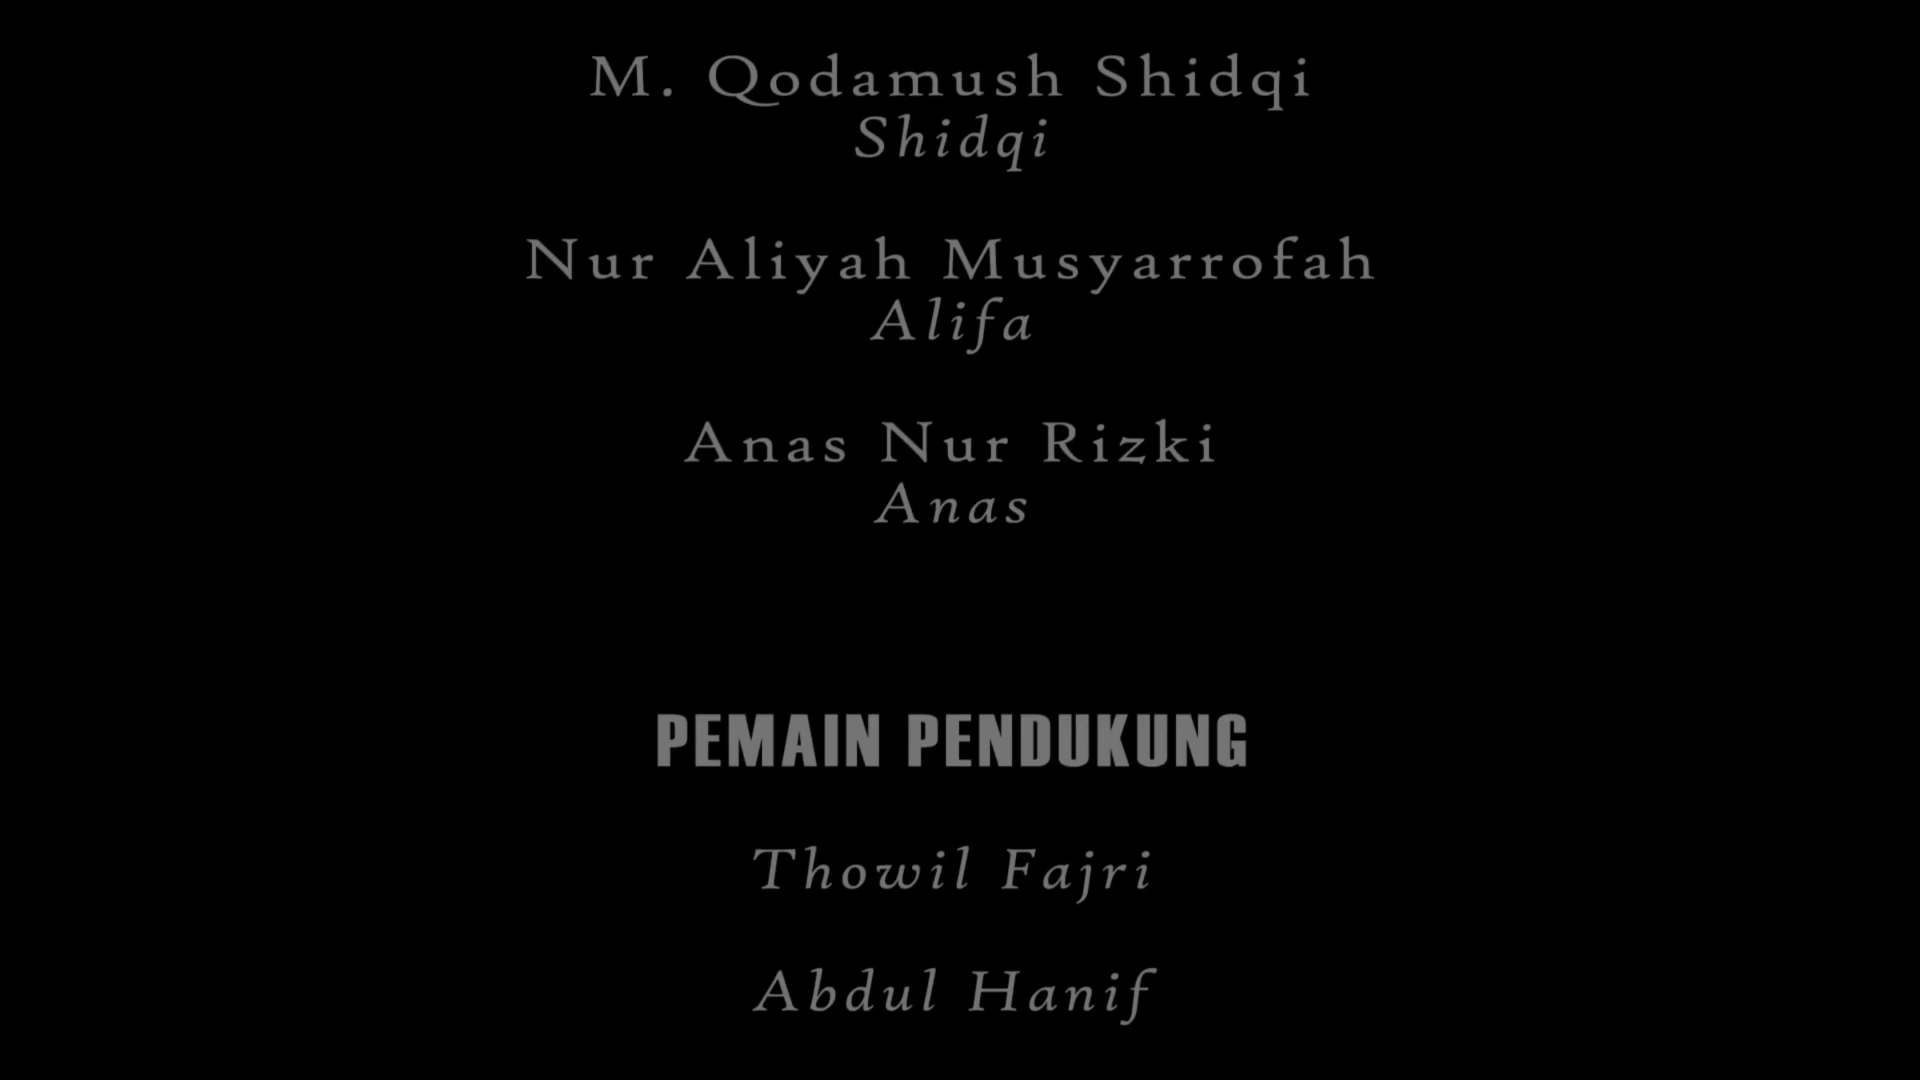 M. Qodamush Shidqi
Shidqi
Nur Aliyah Musyarrofah
Alifa
Anas Nur Rizki
Anas
PEMAIN PENDUKUNG
Thowil Fajri
Abdul Hanif